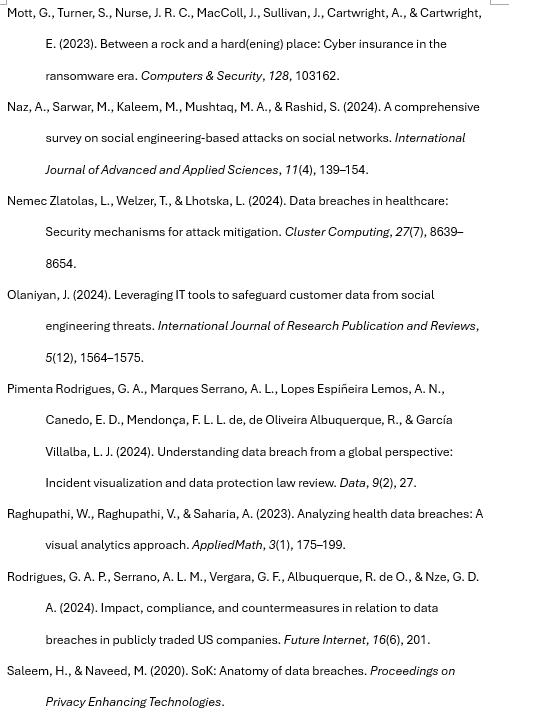 Mott, G., Turner, S., Nurse, J. R. C., MacColl, J., Sullivan, J., Cartwright, A., & Cartwright,
E. (2023). Between a rock and a hard(ening) place: Cyber insurance in the
ransomware era. Computers & Security, 128, 103162.
Naz, A., Sarwar, M., Kaleem, M., Mushtaq, M. A., & Rashid, S. (2024). A comprehensive
survey on social engineering-based attacks on social networks. International
Journal of Advanced and Applied Sciences, 11(4), 139–154.
Nemec Zlatolas, L., Welzer, T., & Lhotska, L. (2024). Data breaches in healthcare:
Security mechanisms for attack mitigation. Cluster Computing, 27(7), 8639–
8654.
Olaniyan, J. (2024). Leveraging IT tools to safeguard customer data from social
engineering threats. International Journal of Research Publication and Reviews,
5(12), 1564–1575.
Pimenta Rodrigues, G. A., Marques Serrano, A. L., Lopes Espiñeira Lemos, A. N.,
Canedo, E. D., Mendonça, F. L. L. de, de Oliveira Albuquerque, R., & García
Villalba, L. J. (2024). Understanding data breach from a global perspective:
Incident visualization and data protection law review. Data, 9(2), 27.
Raghupathi, W., Raghupathi, V., & Saharia, A. (2023). Analyzing health data breaches: A
visual analytics approach. AppliedMath, 3(1), 175–199.
Rodrigues, G. A. P., Serrano, A. L. M., Vergara, G. F., Albuquerque, R. de O., & Nze, G. D.
A. (2024). Impact, compliance, and countermeasures in relation to data
breaches in publicly traded US companies. Future Internet, 16(6), 201.
Saleem, H., & Naveed, M. (2020). SoK: Anatomy of data breaches. Proceedings on
Privacy Enhancing Technologies.